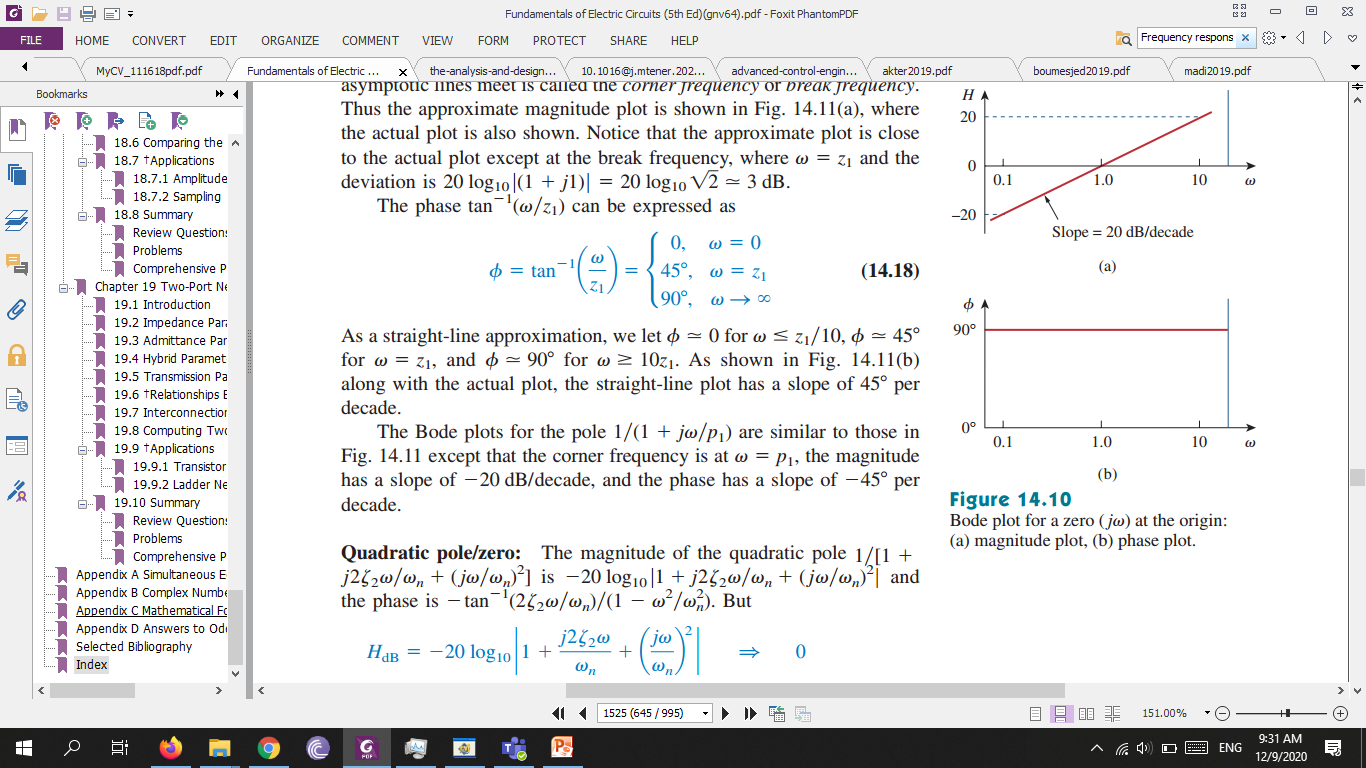 Fundamentals of Electric Circuits (5th Ed)(gnv64).pdf - Foxit PhantomPDF
FILE HOME CONVERT EDIT ORGANIZE COMMENT VIEW FORM PROTECT SHARE HELP
Frequency respons
MyCV_111618pdf.pdf
Fundamentals of Electric ...
the-analysis-and-design...
10.1016@j.mtener.202...
advanced-control-engin...
akter2019.pdf
boumesjed2019.pdf
madi2019.pdf
Bookmarks
18.6 Comparing the
18.7 †Applications
18.7.1 Amplitude
18.7.2 Sampling
18.8 Summary
Review Question:
Problems
Comprehensive P
Chapter 19 Two-Port Ne
19.1 Introduction
19.2 Impedance Para
19.3 Admittance Par
19.4 Hybrid Paramet
19.5 Transmission Pa
19.6 †Relationships B
19.7 Interconnection
19.8 Computing Two
19.9 †Applications
19.9.1 Transistor
19.9.2 Ladder Ne
19.10 Summary
Review Question:
Problems
Comprehensive P
Appendix A Simultaneous E
Appendix B Complex Numbe
Appendix C Mathematical Fo
Appendix D Answers to Od
Selected Bibliography
Index
asymptotic lines meet is called the corner frequency or break frequency.
Thus the approximate magnitude plot is shown in Fig. 14.11(a), where
the actual plot is also shown. Notice that the approximate plot is close
to the actual plot except at the break frequency, where ω = z₁ and the
deviation is 20 log₁₀|(1 + j1)| = 20 log₁₀ √2 ≃ 3 dB.
The phase tan⁻¹(ω/z₁) can be expressed as
ϕ = tan⁻¹(ω/z₁) = { 0, ω = 0
45°, ω = z₁
90°, ω → ∞
(14.18)
As a straight-line approximation, we let ϕ ≃ 0 for ω ≤ z₁/10, ϕ ≃ 45°
for ω = z₁, and ϕ ≃ 90° for ω ≥ 10z₁. As shown in Fig. 14.11(b)
along with the actual plot, the straight-line plot has a slope of 45° per
decade.
The Bode plots for the pole 1/(1 + jω/p₁) are similar to those in
Fig. 14.11 except that the corner frequency is at ω = p₁, the magnitude
has a slope of −20 dB/decade, and the phase has a slope of −45° per
decade.
Quadratic pole/zero: The magnitude of the quadratic pole 1/[1 +
j2ζ₂ω/ωₙ + (jω/ωₙ)²] is −20 log₁₀|1 + j2ζ₂ω/ωₙ + (jω/ωₙ)²| and
the phase is −tan⁻¹(2ζ₂ω/ωₙ)/(1 − ω²/ωₙ²). But
H_dB = −20 log₁₀|1 + j2ζ₂ω/ωₙ + (jω/ωₙ)²| ⇒ 0
H
20
0
−20
0.1 1.0 10 ω
Slope = 20 dB/decade
(a)
ϕ
90°
0°
0.1 1.0 10 ω
(b)
Figure 14.10
Bode plot for a zero (jω) at the origin:
(a) magnitude plot, (b) phase plot.
1525 (645 / 995)
151.00%
ENG
9:31 AM
12/9/2020